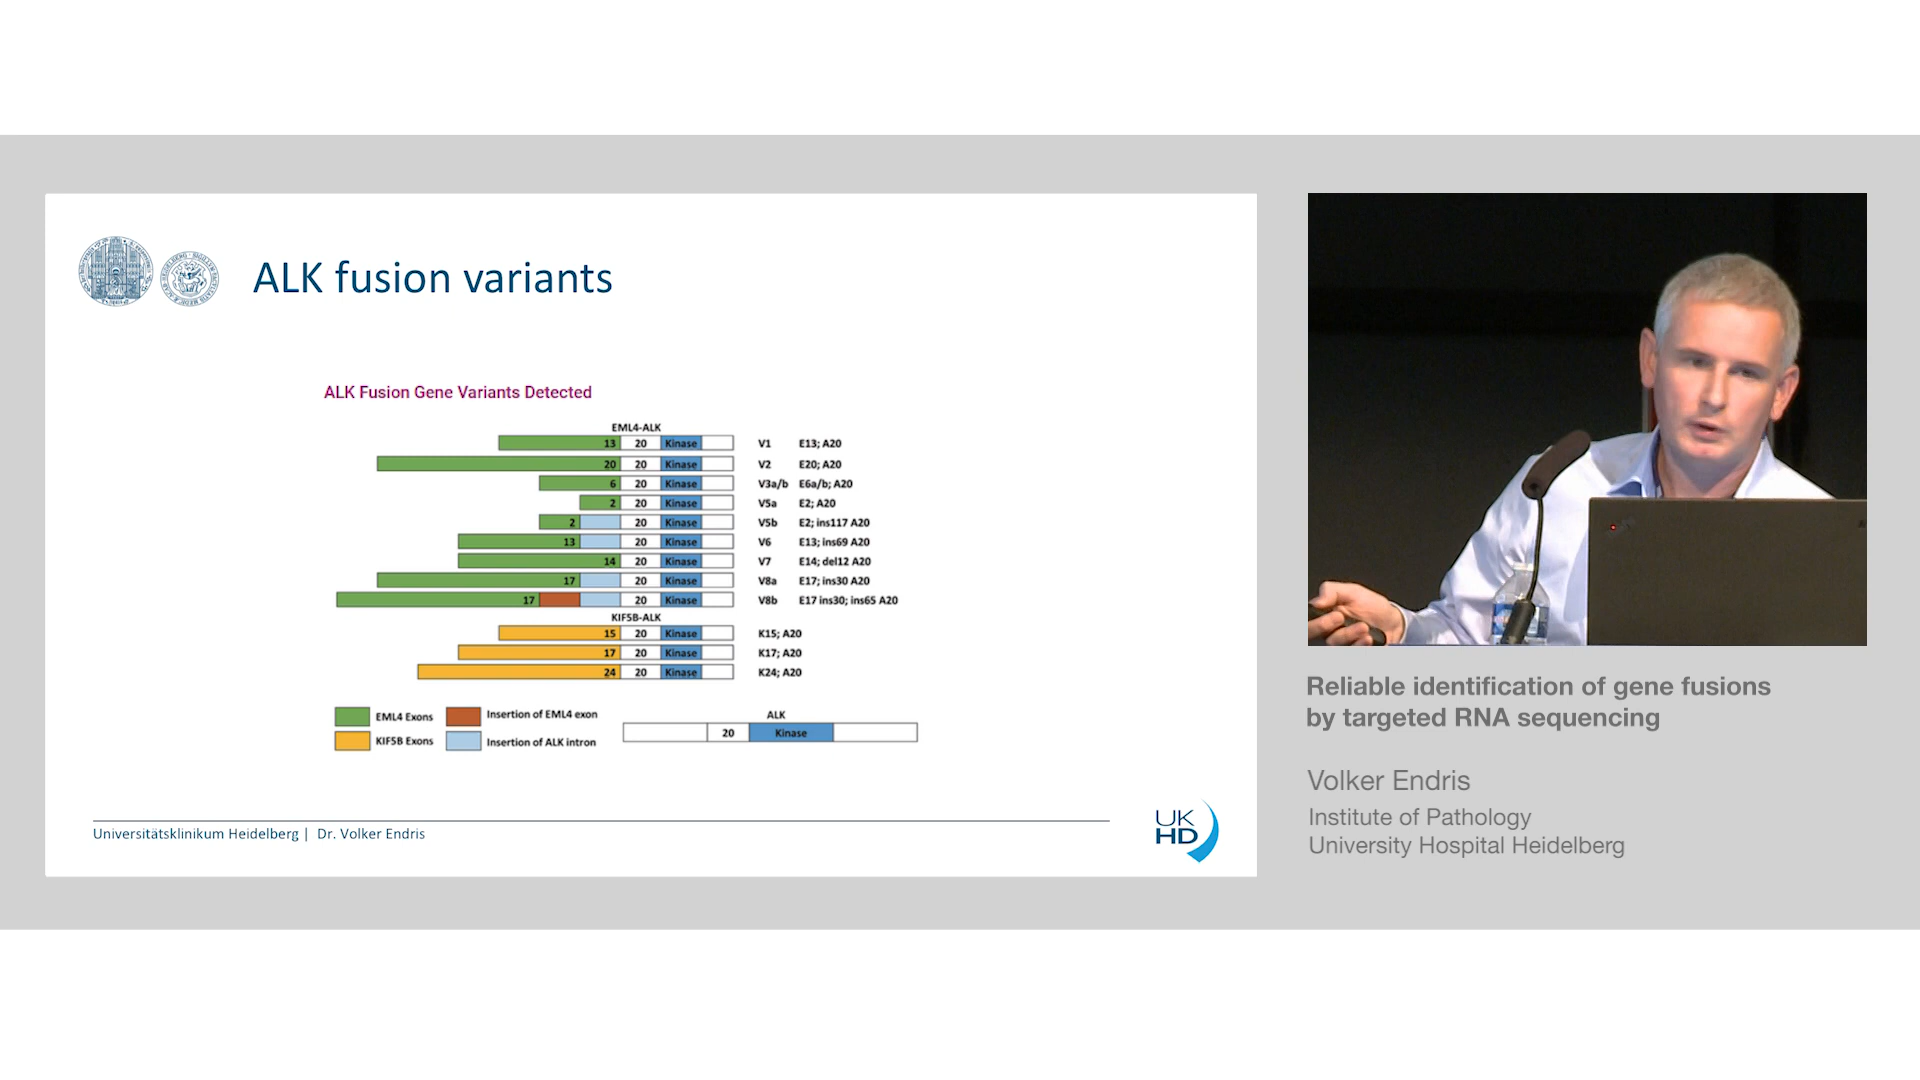 ALK fusion variants
ALK Fusion Gene Variants Detected
EML4-ALK
13 20 Kinase V1 E13; A20
20 20 Kinase V2 E20; A20
6 20 Kinase V3a/b E6a/b; A20
2 20 Kinase V5a E2; A20
2 20 Kinase V5b E2; ins117 A20
13 20 Kinase V6 E13; ins69 A20
14 20 Kinase V7 E14; del12 A20
17 20 Kinase V8a E17; ins30 A20
17 20 Kinase V8b E17 ins30; ins65 A20
KIF5B-ALK
15 20 Kinase K15; A20
17 20 Kinase K17; A20
24 20 Kinase K24; A20
EML4 Exons Insertion of EML4 exon
KIF5B Exons Insertion of ALK intron
ALK
20 Kinase
Universitätsklinikum Heidelberg | Dr. Volker Endris
UK
HD
Reliable identification of gene fusions
by targeted RNA sequencing
Volker Endris
Institute of Pathology
University Hospital Heidelberg